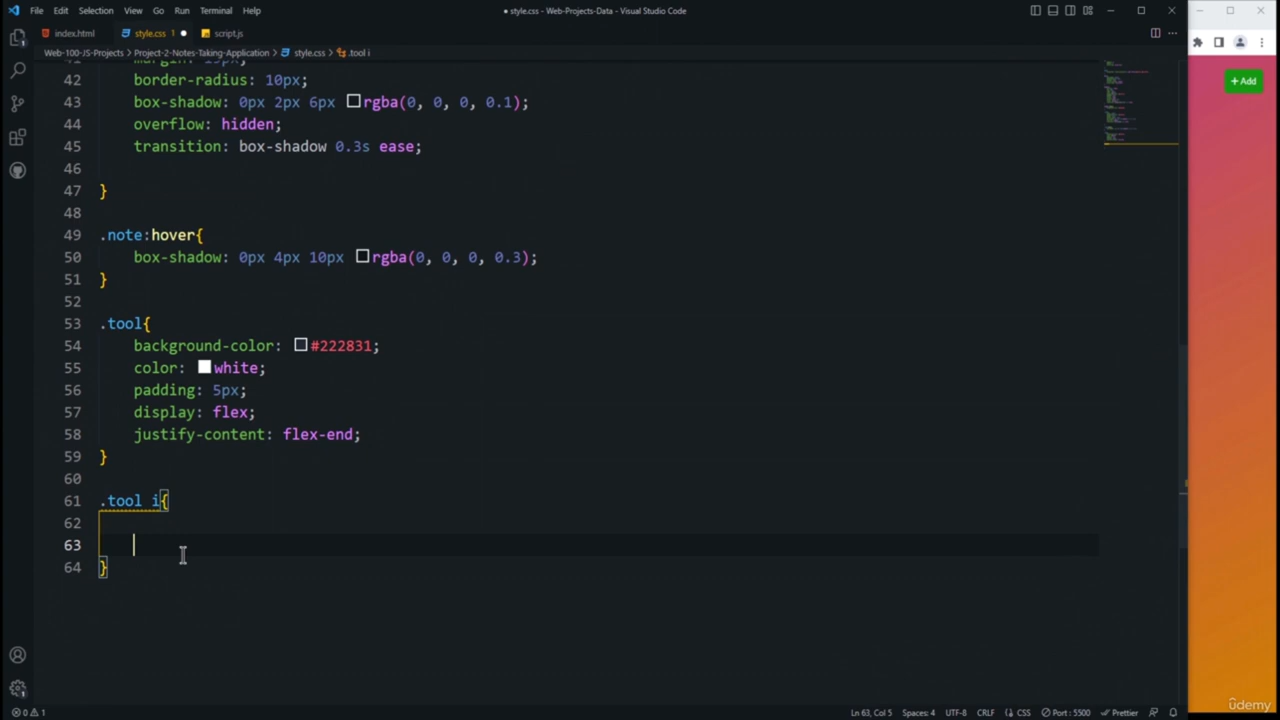 File Edit Selection View Go Run Terminal Help
● style.css - Web-Projects-Data - Visual Studio Code
index.html style.css 1 ● script.js
Web-100-JS-Projects > Project-2-Notes-Taking-Application > style.css > .tool i
41 margin: 15px;
42 border-radius: 10px;
43 box-shadow: 0px 2px 6px rgba(0, 0, 0, 0.1);
44 overflow: hidden;
45 transition: box-shadow 0.3s ease;
46
47 }
48
49 .note:hover{
50 box-shadow: 0px 4px 10px rgba(0, 0, 0, 0.3);
51 }
52
53 .tool{
54 background-color: #222831;
55 color: white;
56 padding: 5px;
57 display: flex;
58 justify-content: flex-end;
59 }
60
61 .tool i{
62
63
64 }
+ Add
0 1 Ln 63, Col 5 Spaces: 4 UTF-8 CRLF CSS Port : 5500 Prettier
udemy